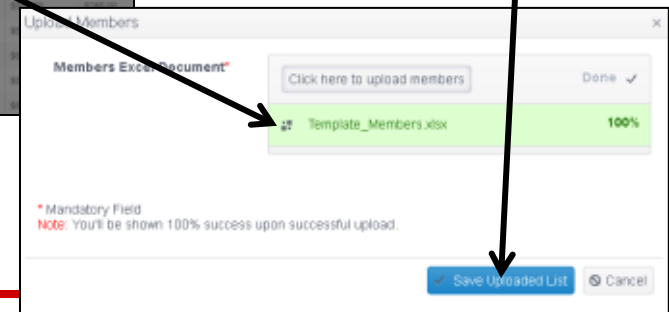 Upload Members ×
Members Excel Document*
Click here to upload members Done ✓
Template_Members.xlsx 100%
* Mandatory Field
Note: You'll be shown 100% success upon successful upload.
✓ Save Uploaded List
Cancel